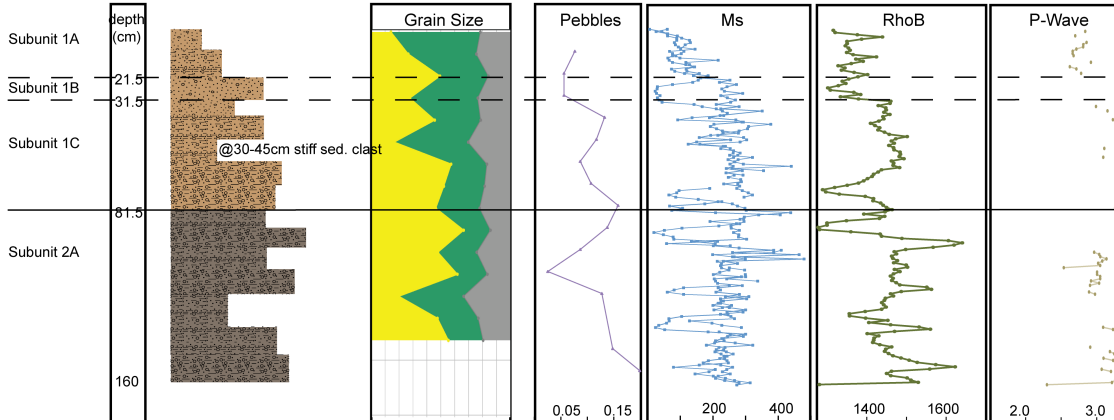 depth
(cm)
Grain Size
Pebbles
Ms
RhoB
P-Wave
Subunit 1A
21.5
Subunit 1B
31.5
Subunit 1C
@30-45cm stiff sed. clast
81.5
Subunit 2A
160
0,05 0,15
200 400
1400 1600
2.0 3.0